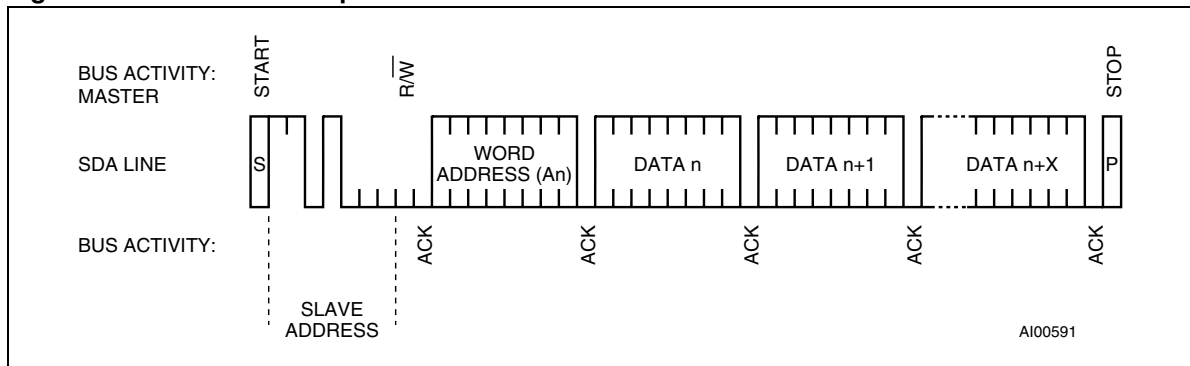 BUS ACTIVITY:
MASTER
START
R/W
STOP
SDA LINE
S
WORD
ADDRESS (An)
DATA n
DATA n+1
DATA n+X
P
BUS ACTIVITY:
ACK
ACK
ACK
ACK
ACK
SLAVE
ADDRESS
AI00591